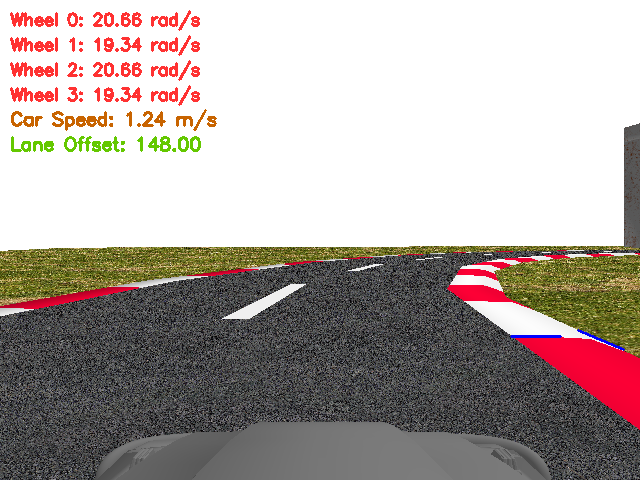 Wheel 0: 20.66 rad/s
Wheel 1: 19.34 rad/s
Wheel 2: 20.66 rad/s
Wheel 3: 19.34 rad/s
Car Speed: 1.24 m/s
Lane Offset: 148.00